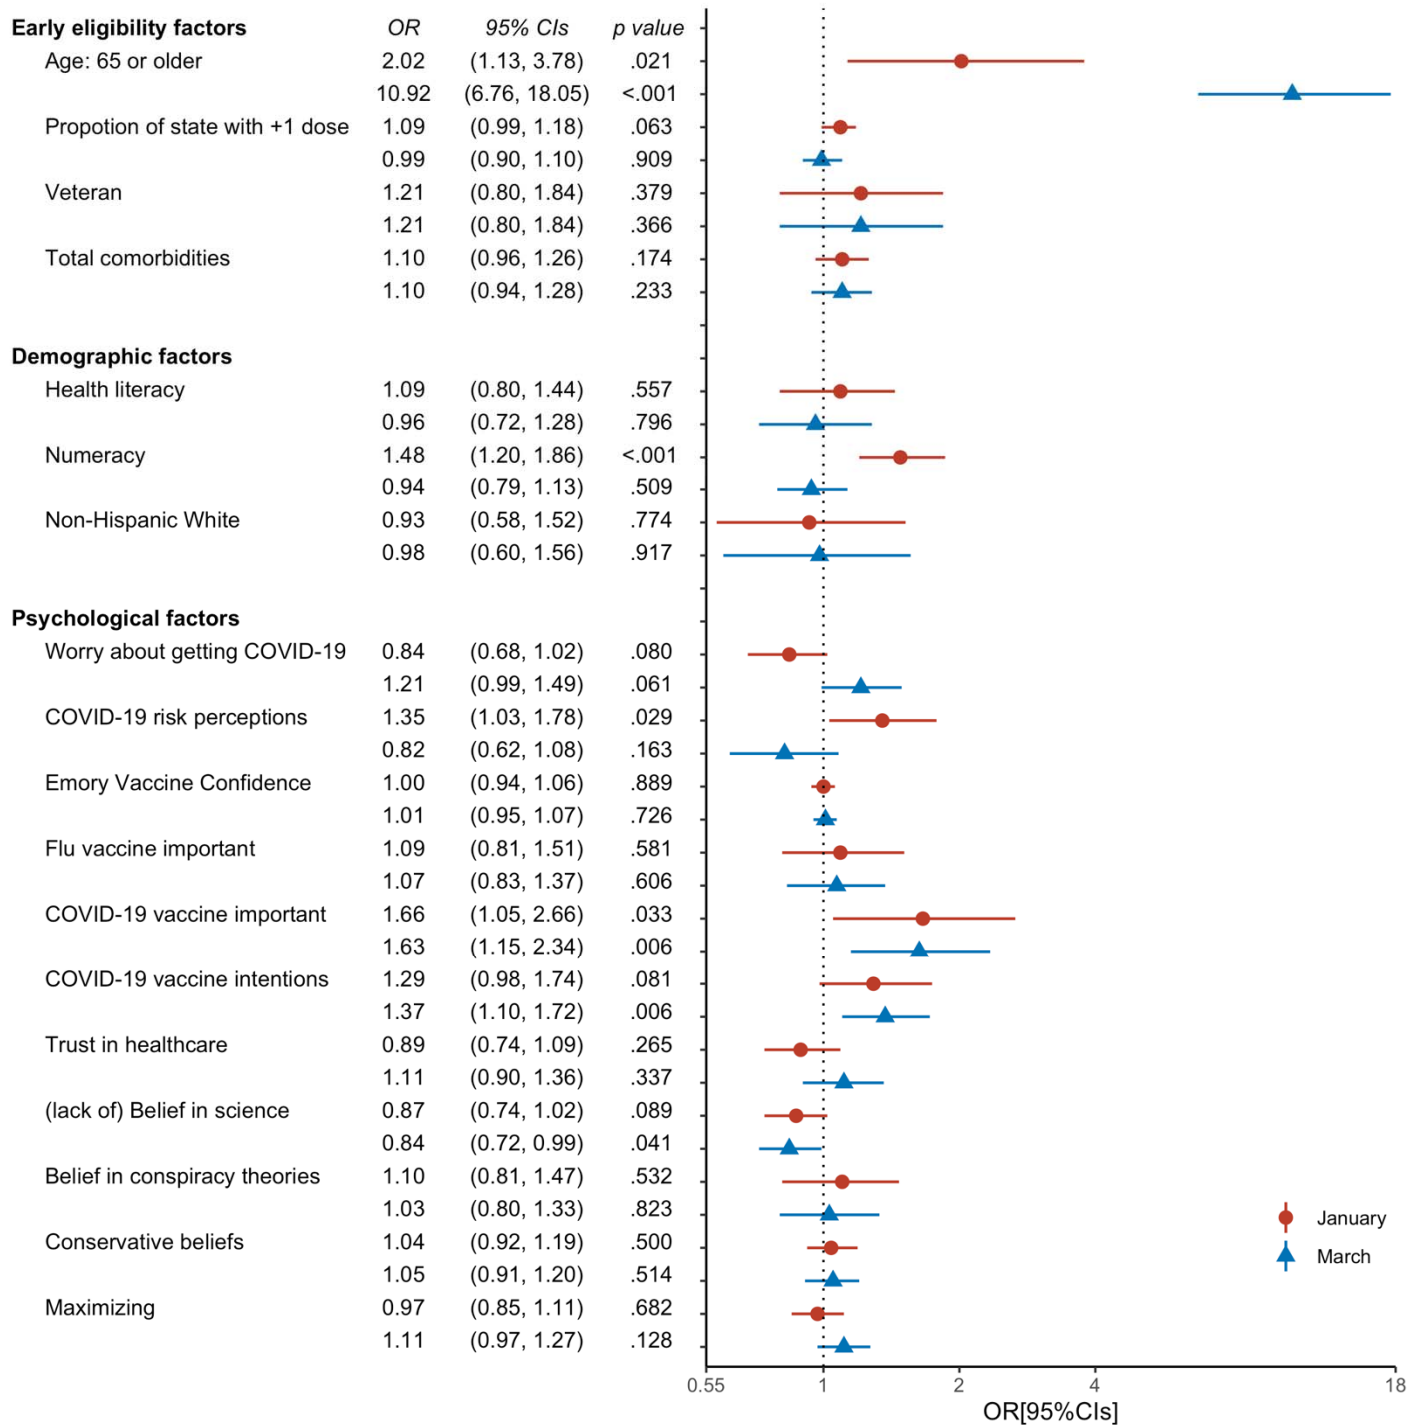 Early eligibility factors OR 95% CIs p value
Age: 65 or older 2.02 (1.13, 3.78) .021
10.92 (6.76, 18.05) <.001
Propotion of state with +1 dose 1.09 (0.99, 1.18) .063
0.99 (0.90, 1.10) .909
Veteran 1.21 (0.80, 1.84) .379
1.21 (0.80, 1.84) .366
Total comorbidities 1.10 (0.96, 1.26) .174
1.10 (0.94, 1.28) .233
Demographic factors
Health literacy 1.09 (0.80, 1.44) .557
0.96 (0.72, 1.28) .796
Numeracy 1.48 (1.20, 1.86) <.001
0.94 (0.79, 1.13) .509
Non-Hispanic White 0.93 (0.58, 1.52) .774
0.98 (0.60, 1.56) .917
Psychological factors
Worry about getting COVID-19 0.84 (0.68, 1.02) .080
1.21 (0.99, 1.49) .061
COVID-19 risk perceptions 1.35 (1.03, 1.78) .029
0.82 (0.62, 1.08) .163
Emory Vaccine Confidence 1.00 (0.94, 1.06) .889
1.01 (0.95, 1.07) .726
Flu vaccine important 1.09 (0.81, 1.51) .581
1.07 (0.83, 1.37) .606
COVID-19 vaccine important 1.66 (1.05, 2.66) .033
1.63 (1.15, 2.34) .006
COVID-19 vaccine intentions 1.29 (0.98, 1.74) .081
1.37 (1.10, 1.72) .006
Trust in healthcare 0.89 (0.74, 1.09) .265
1.11 (0.90, 1.36) .337
(lack of) Belief in science 0.87 (0.74, 1.02) .089
0.84 (0.72, 0.99) .041
Belief in conspiracy theories 1.10 (0.81, 1.47) .532
1.03 (0.80, 1.33) .823
Conservative beliefs 1.04 (0.92, 1.19) .500
1.05 (0.91, 1.20) .514
Maximizing 0.97 (0.85, 1.11) .682
1.11 (0.97, 1.27) .128
January
March
0.55 1 2 4 18
OR[95%CIs]